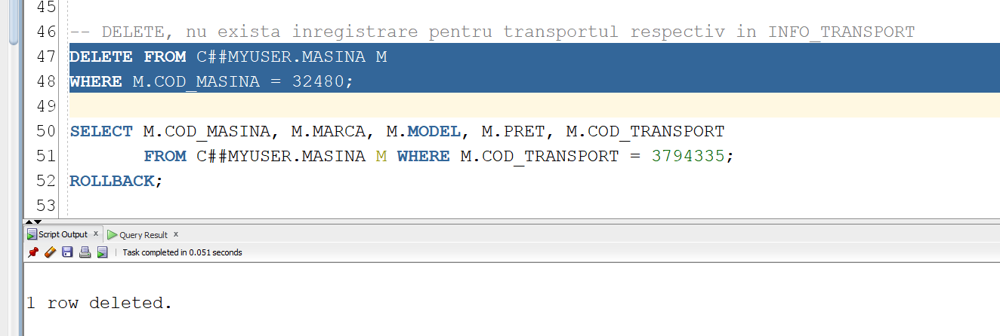 45
46 -- DELETE, nu exista inregistrare pentru transportul respectiv in INFO_TRANSPORT
47 DELETE FROM C##MYUSER.MASINA M
48 WHERE M.COD_MASINA = 32480;
49
50 SELECT M.COD_MASINA, M.MARCA, M.MODEL, M.PRET, M.COD_TRANSPORT
51 FROM C##MYUSER.MASINA M WHERE M.COD_TRANSPORT = 3794335;
52 ROLLBACK;
53
Script Output x Query Result x
Task completed in 0.051 seconds
1 row deleted.